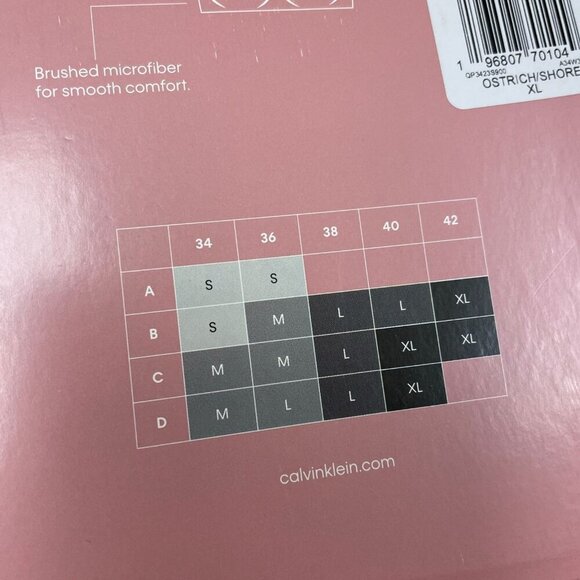 Brushed microfiber
for smooth comfort.
1 96807 70104
QP3423S900
OSTRICH/SHORE
XL
34 36 38 40 42
A S S
B S M L L XL
C M M L XL XL
D M L L XL
calvinklein.com